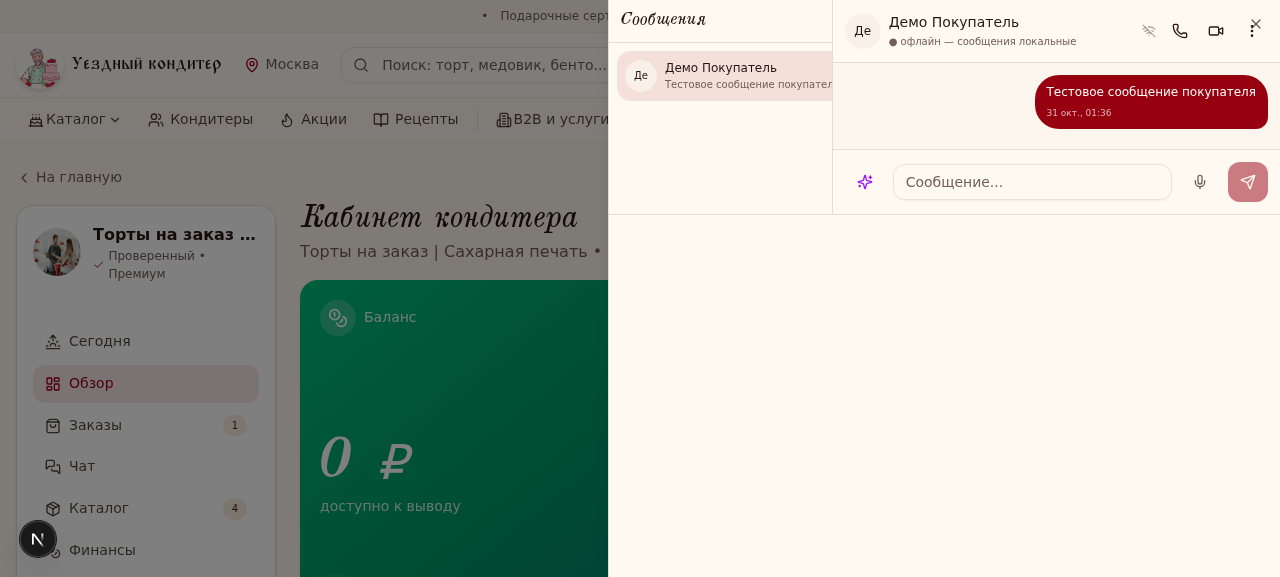 • Подарочные серт
Уездный кондитер
Москва
Поиск: торт, медовик, бенто...
Каталог
Кондитеры
Акции
Рецепты
B2B и услуги
На главную
Торты на заказ ...
Проверенный •
Премиум
Сегодня
Обзор
Заказы
1
Чат
Каталог
4
Финансы
N
Кабинет кондитера
Торты на заказ | Сахарная печать •
Баланс
0 ₽
доступно к выводу
Сообщения
Де
Демо Покупатель
Тестовое сообщение покупател
Де
Демо Покупатель
● офлайн — сообщения локальные
Тестовое сообщение покупателя
31 окт., 01:36
Сообщение...